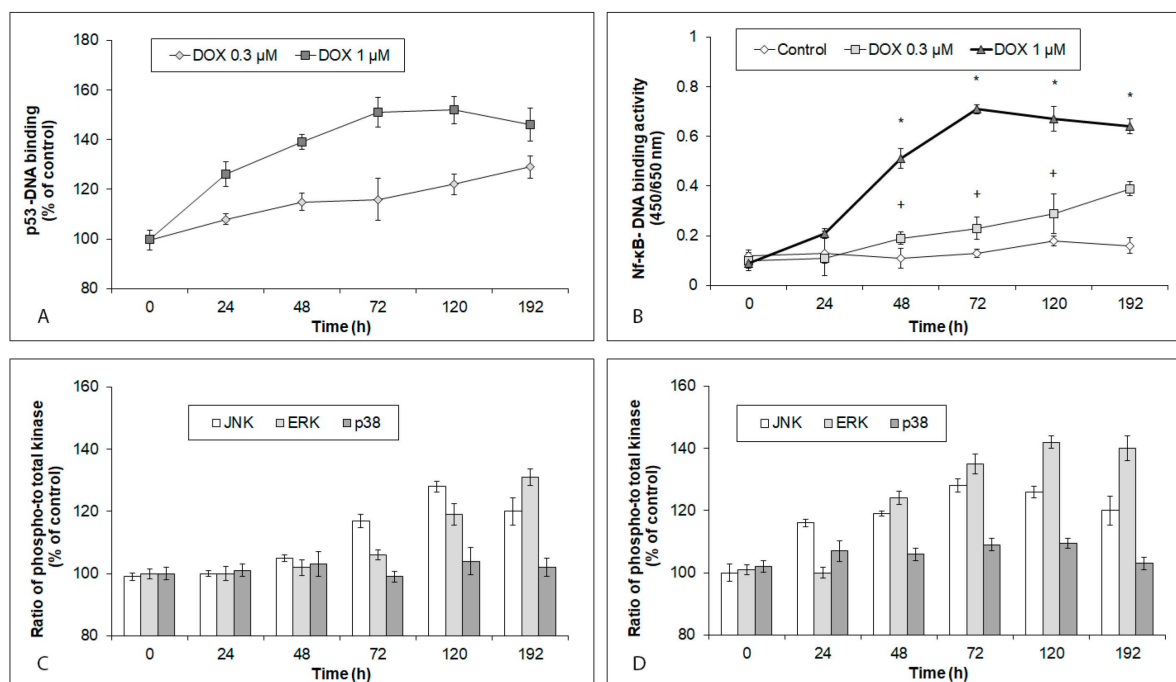 160
140
120
100
80
p53 -DNA binding
(% of control)
DOX 0.3 µM
DOX 1 µM
0
24
48
72
120
192
Time (h)
A
1
0.8
0.6
0.4
0.2
0
Nf-κB- DNA binding activity
(450/650 nm)
Control
DOX 0.3 µM
DOX 1 µM
*
*
*
*
+
+
+
0
24
48
72
120
192
Time (h)
B
160
140
120
100
80
Ratio of phospho-to total kinase
(% of control)
JNK
ERK
p38
0
24
48
72
120
192
Time (h)
C
160
140
120
100
80
Ratio of phospho-to total kinase
(% of control)
JNK
ERK
p38
0
24
48
72
120
192
Time (h)
D